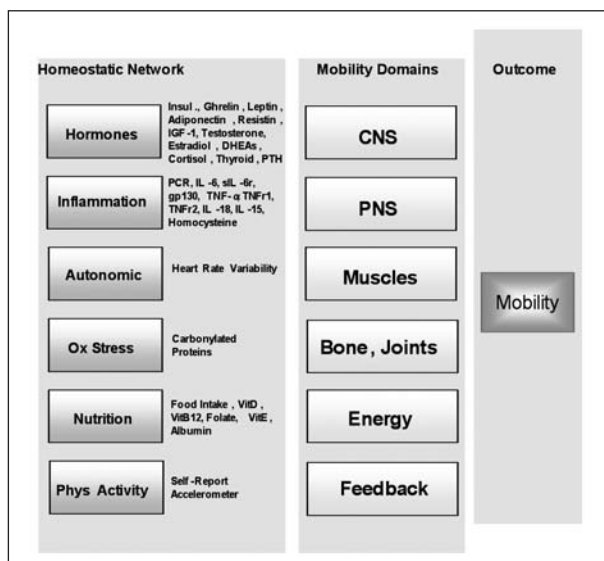 Homeostatic Network
Hormones
Insul ., Ghrelin , Leptin ,
Adiponectin , Resistin ,
IGF -1, Testosterone,
Estradiol , DHEAs ,
Cortisol , Thyroid , PTH
Inflammation
PCR, IL -6, sIL -6r,
gp130, TNF- α TNFr1,
TNFr2, IL -18, IL -15,
Homocysteine
Autonomic
Heart Rate Variability
Ox Stress
Carbonylated
Proteins
Nutrition
Food Intake , VitD ,
VitB12, Folate, VitE ,
Albumin
Phys Activity
Self -Report
Accelerometer
Mobility Domains
CNS
PNS
Muscles
Bone , Joints
Energy
Feedback
Outcome
Mobility